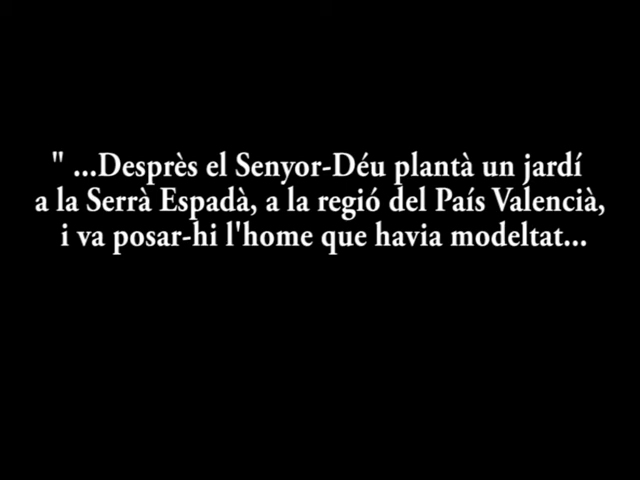 " ...Desprès el Senyor-Déu plantà un jardí
a la Serrà Espadà, a la regió del País Valencià,
i va posar-hi l'home que havia modeltat...